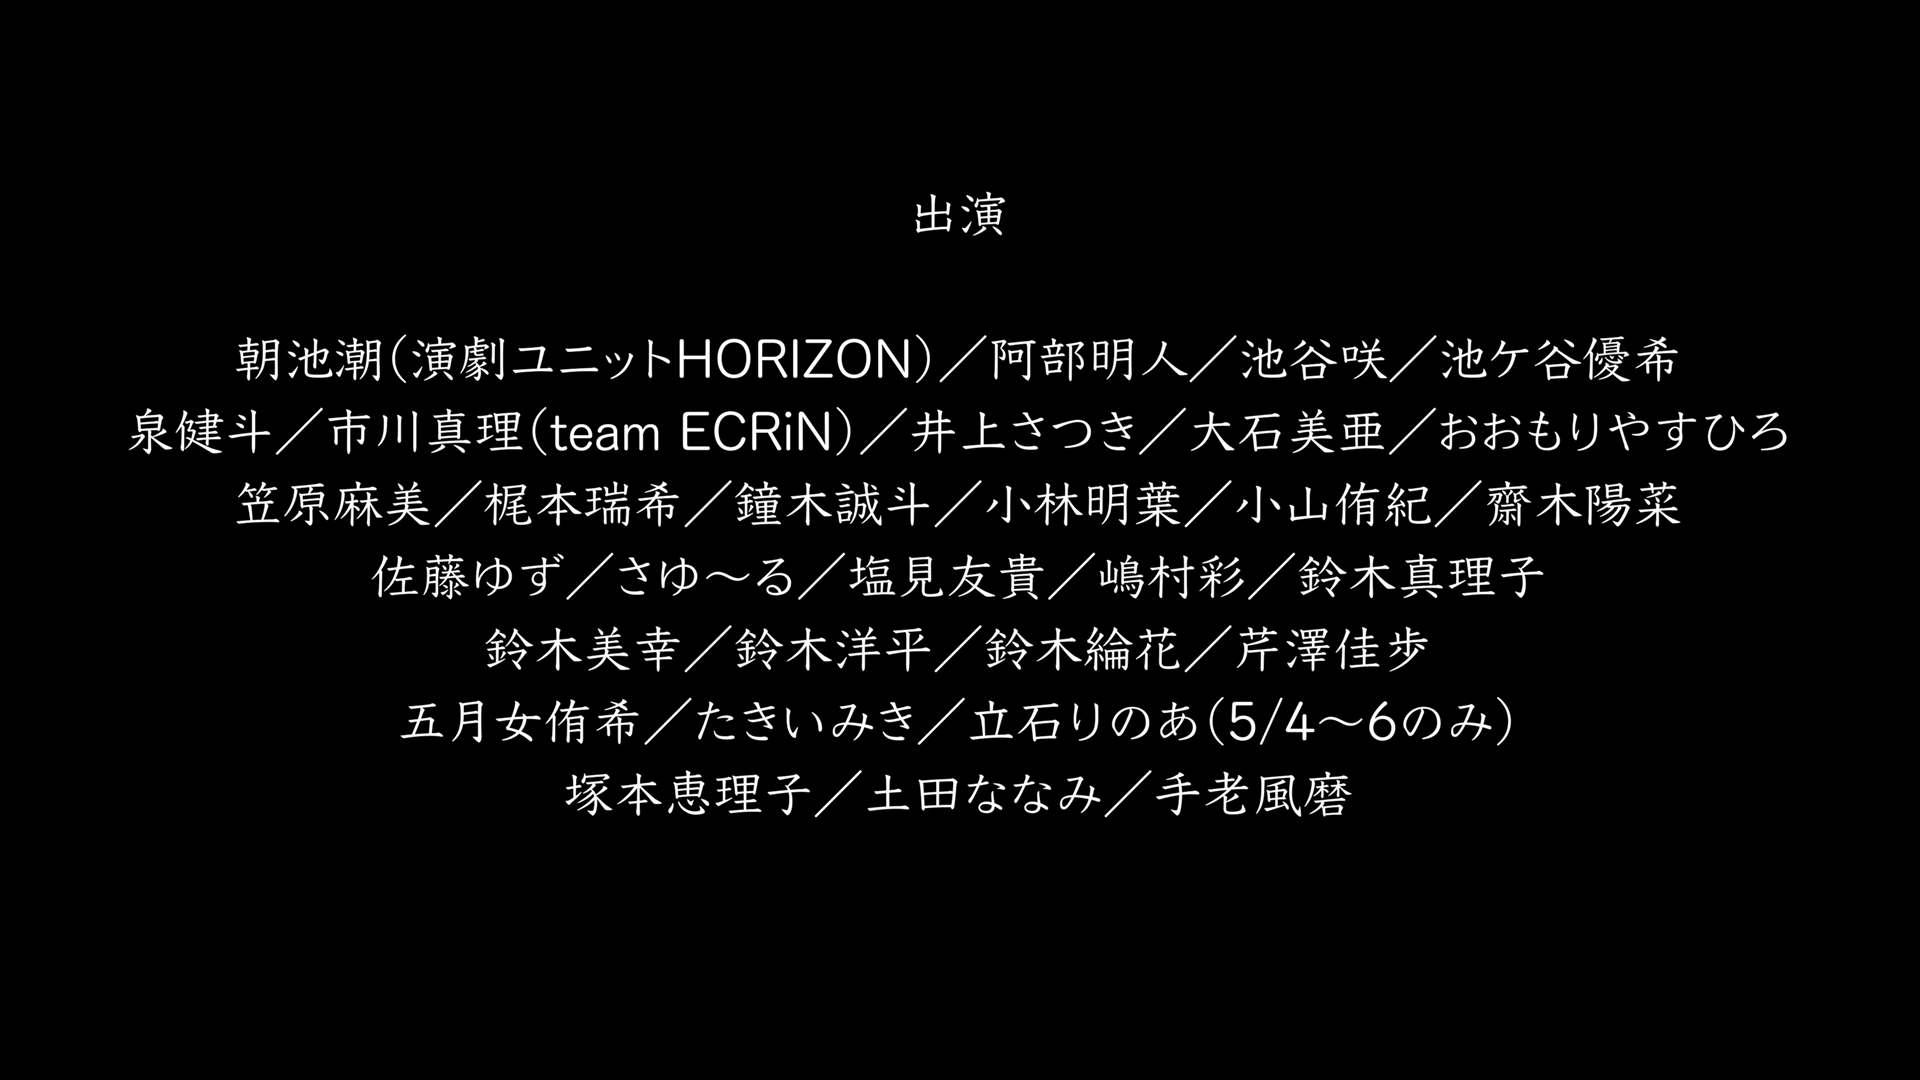 出演
朝池潮(演劇ユニットHORIZON)／阿部明人／池谷咲／池ケ谷優希
泉健斗／市川真理(team ECRiN)／井上さつき／大石美亜／おおもりやすひろ
笠原麻美／梶本瑞希／鐘木誠斗／小林明葉／小山侑紀／齋木陽菜
佐藤ゆず／さゆ～る／塩見友貴／嶋村彩／鈴木真理子
鈴木美幸／鈴木洋平／鈴木綸花／芹澤佳歩
五月女侑希／たきいみき／立石りのあ(5/4～6のみ)
塚本恵理子／土田ななみ／手老風磨